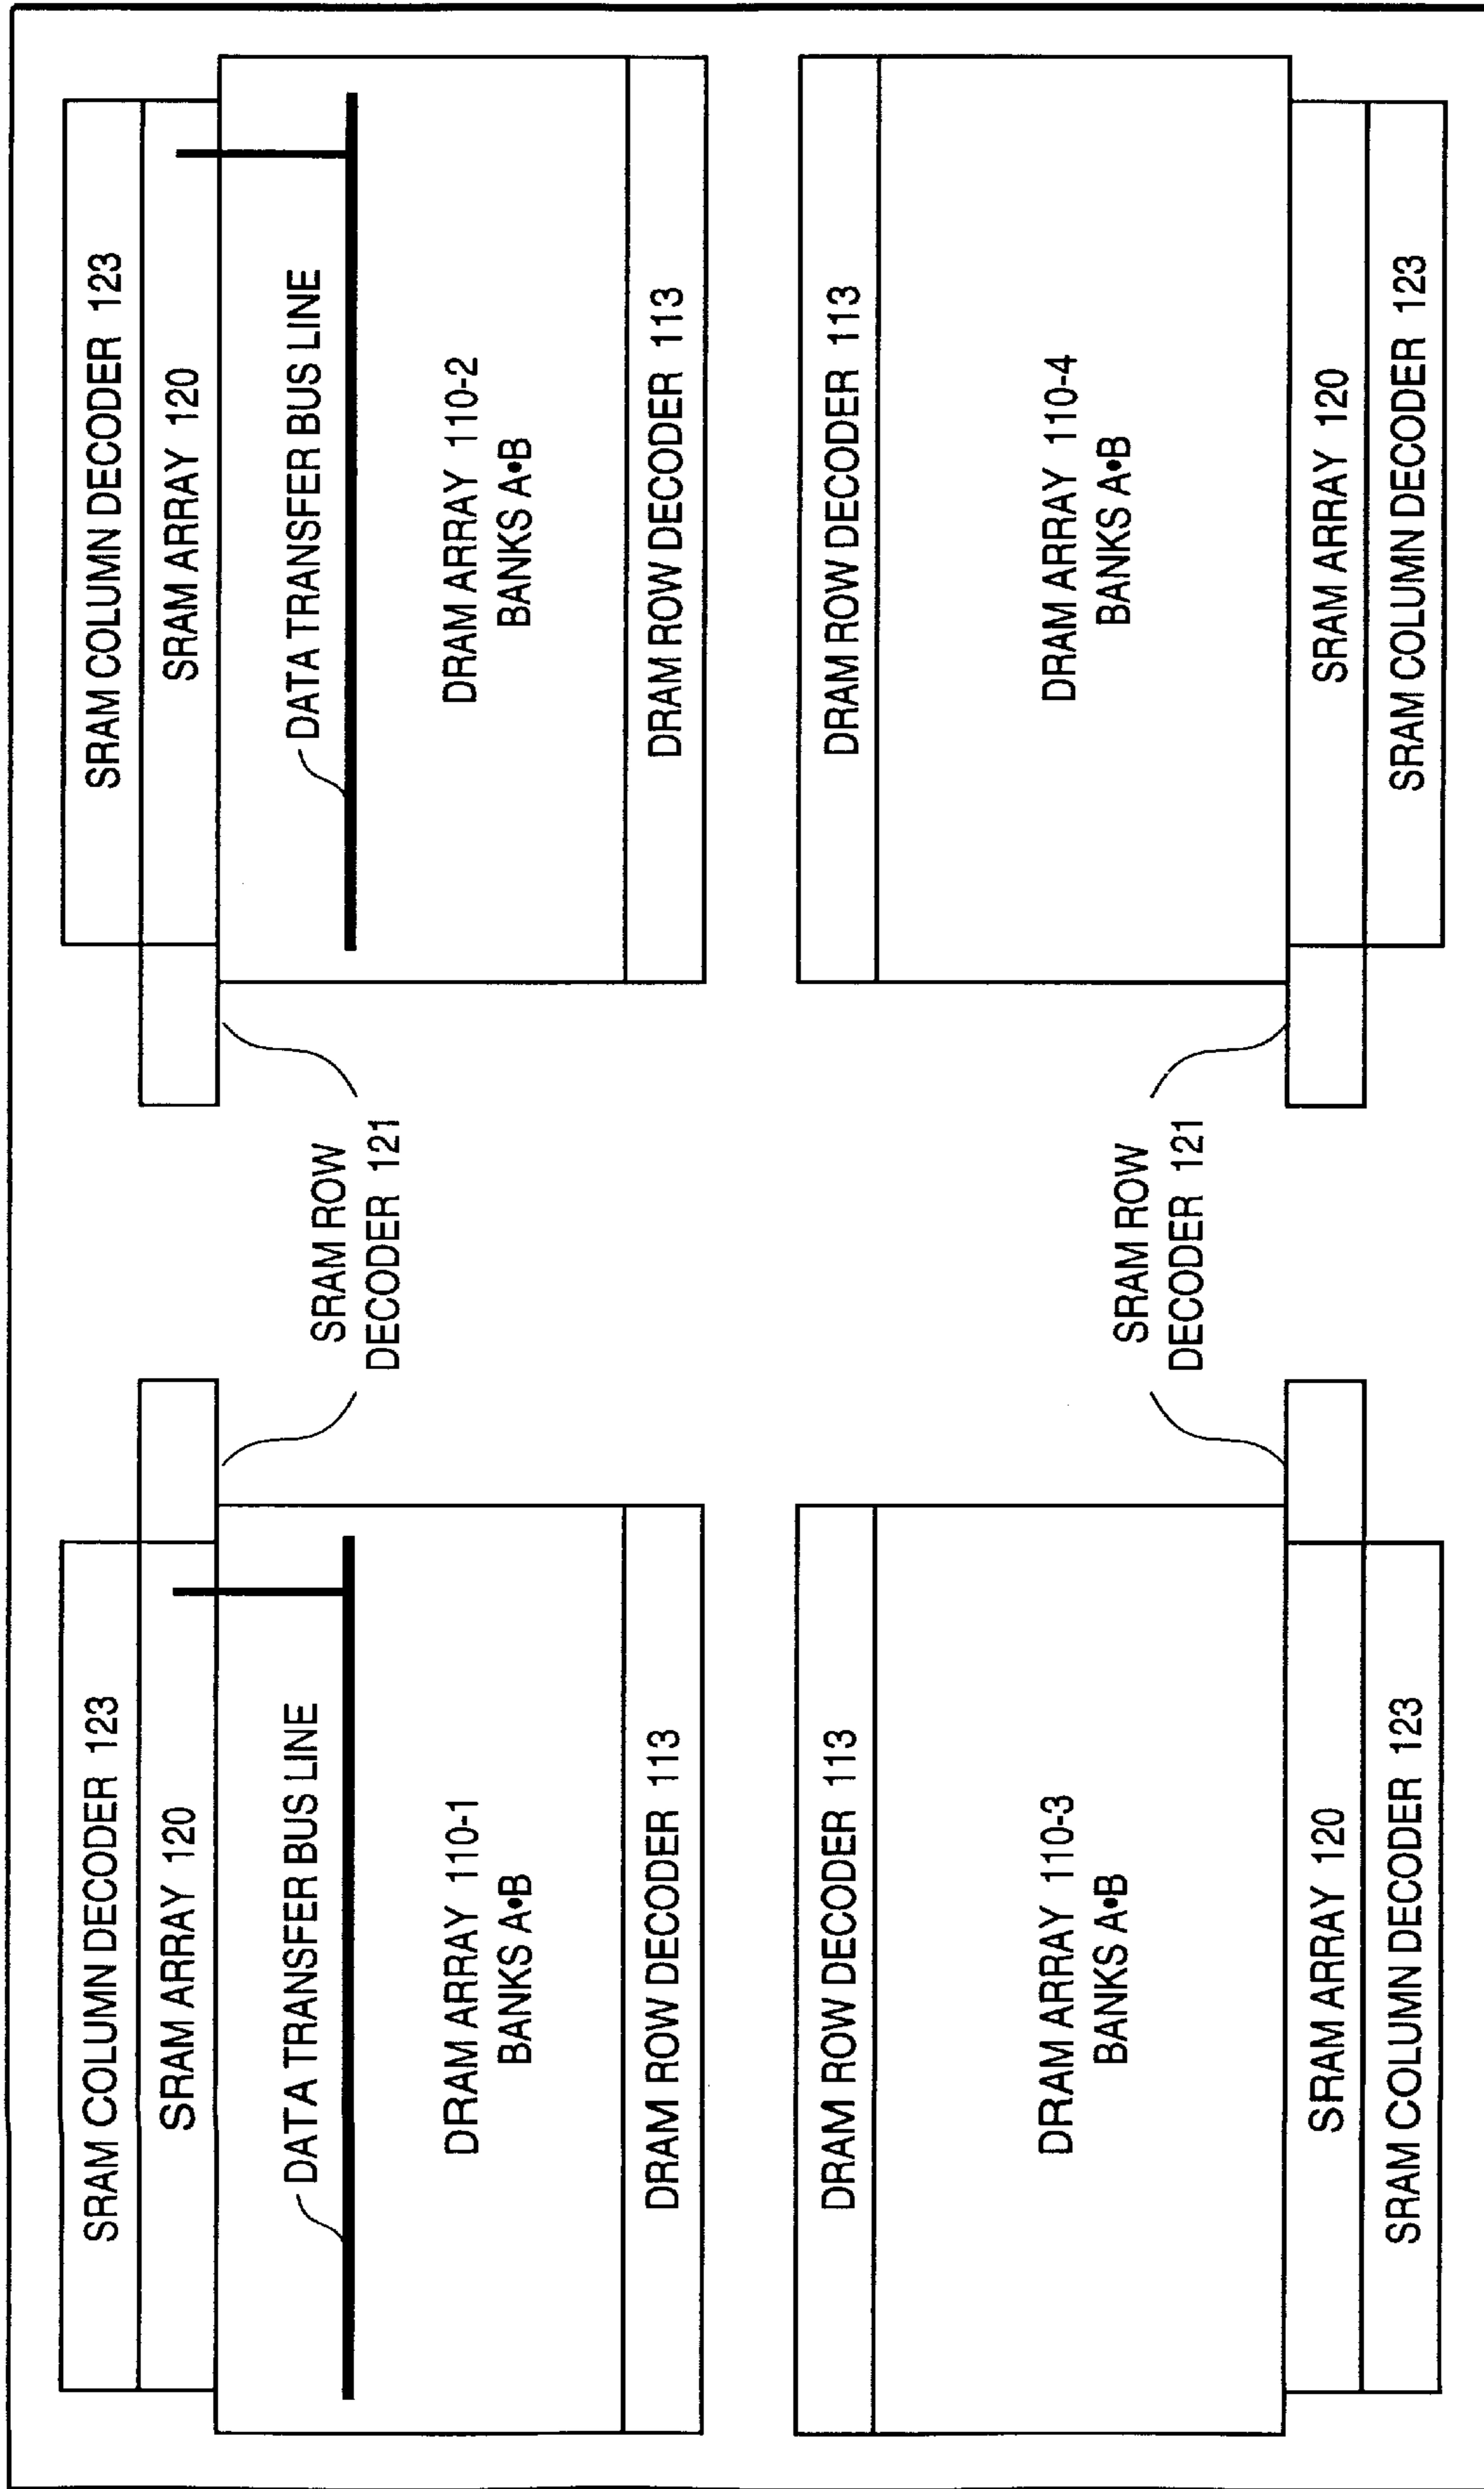 SRAM COLUMN DECODER 123
SRAM ARRAY 120
DATA TRANSFER BUS LINE
DRAM ARRAY 110-1
BANKS A•B
DRAM ROW DECODER 113
SRAM ROW
DECODER 121
SRAM COLUMN DECODER 123
SRAM ARRAY 120
DATA TRANSFER BUS LINE
DRAM ARRAY 110-2
BANKS A•B
DRAM ROW DECODER 113
DRAM ROW DECODER 113
DRAM ARRAY 110-3
BANKS A•B
SRAM ARRAY 120
SRAM COLUMN DECODER 123
SRAM ROW
DECODER 121
DRAM ROW DECODER 113
DRAM ARRAY 110-4
BANKS A•B
SRAM ARRAY 120
SRAM COLUMN DECODER 123